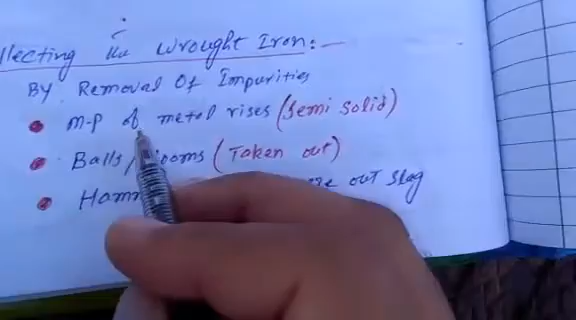 llecting the Wrought Iron:-
By Removal Of Impurities
M-P of metal rises (Semi Solid)
Balls/ooms (Taken out)
Hamm out slag